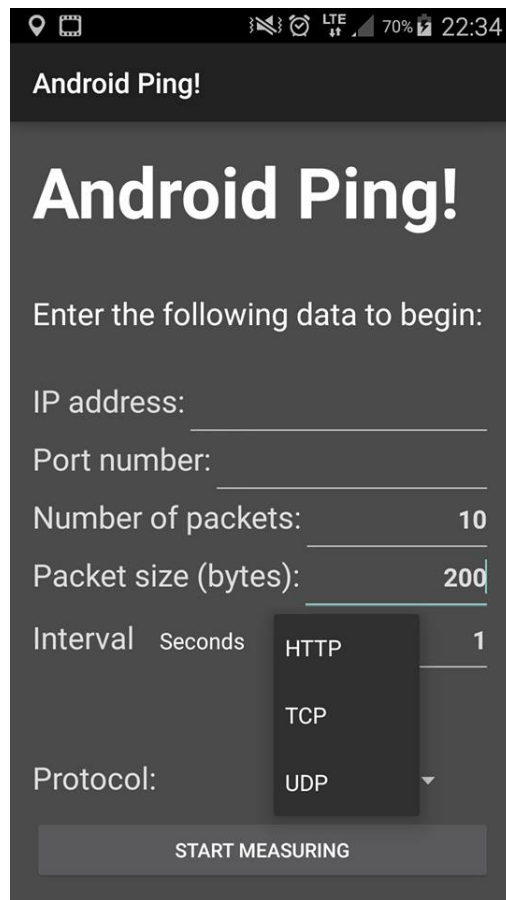 LTE 70% 22:34
Android Ping!
Android Ping!
Enter the following data to begin:
IP address:
Port number:
Number of packets: 10
Packet size (bytes): 200
Interval Seconds 1
HTTP
TCP
Protocol: UDP
START MEASURING